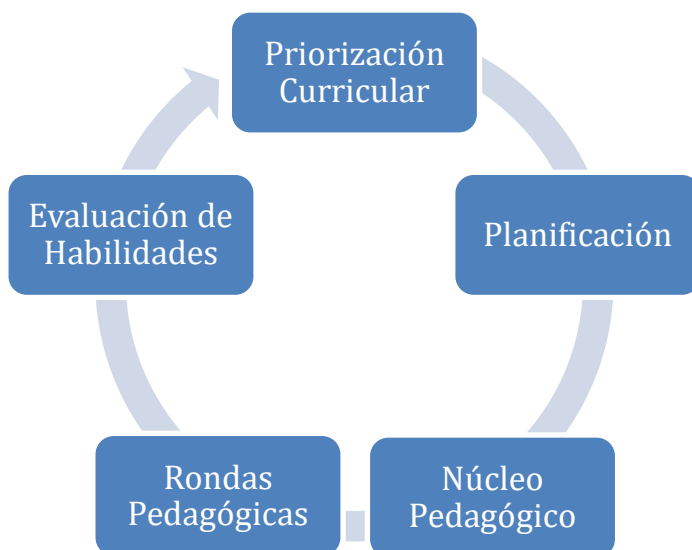 Priorización
Curricular
Planificación
Núcleo
Pedagógico
Rondas
Pedagógicas
Evaluación de
Habilidades